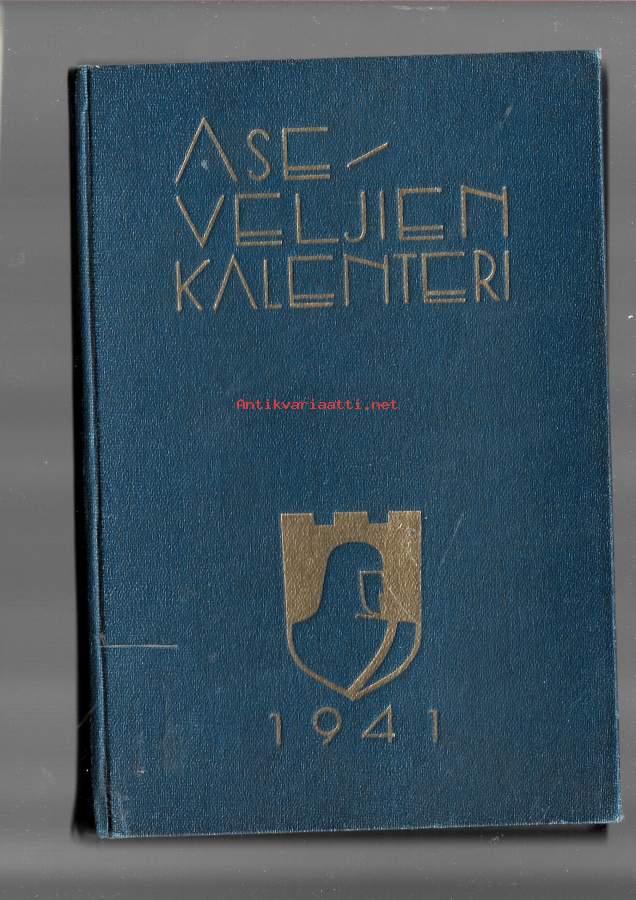 ASE-
VELJIEN
KALENTERI
Antikvariaatti.net
1941